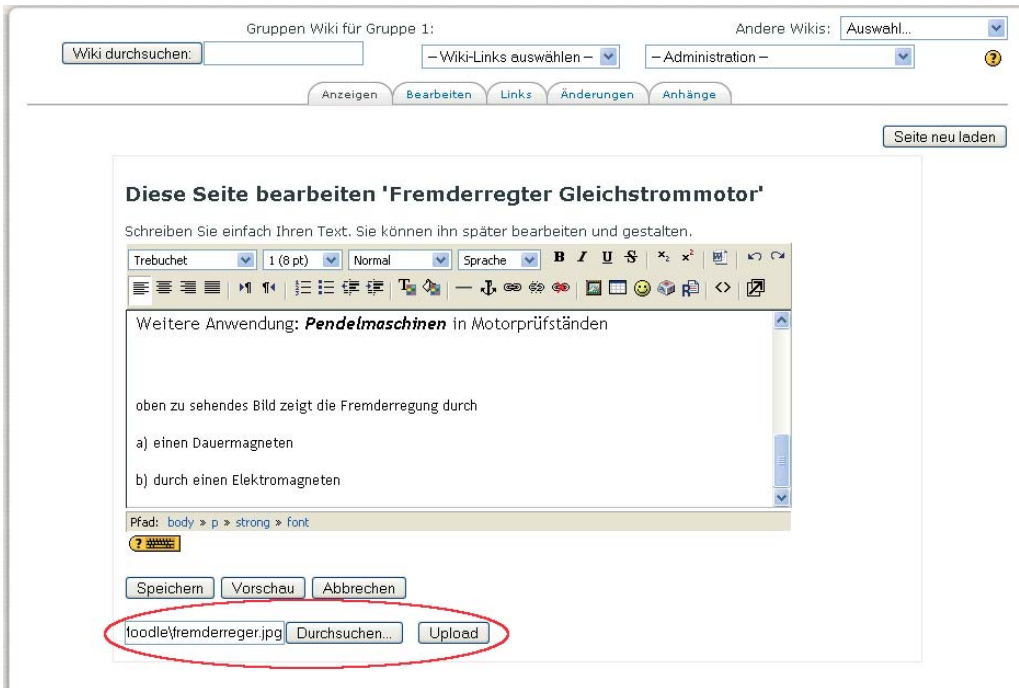 Gruppen Wiki für Gruppe 1:
Andere Wikis: Auswahl...
Wiki durchsuchen:
– Wiki-Links auswählen –
– Administration –
Anzeigen Bearbeiten Links Änderungen Anhänge
Seite neu laden
Diese Seite bearbeiten 'Fremderregter Gleichstrommotor'
Schreiben Sie einfach Ihren Text. Sie können ihn später bearbeiten und gestalten.
Trebuchet 1 (8 pt) Normal Sprache B I U S x₂ x²
Weitere Anwendung: Pendelmaschinen in Motorprüfständen
oben zu sehendes Bild zeigt die Fremderregung durch
a) einen Dauermagneten
b) durch einen Elektromagneten
Pfad: body » p » strong » font
Speichern Vorschau Abbrechen
foodle\fremderreger.jpg Durchsuchen... Upload